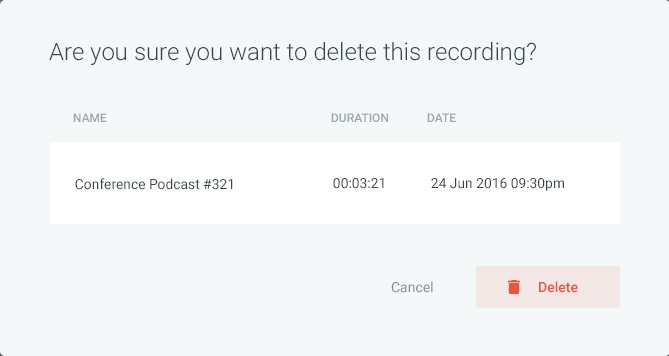 Are you sure you want to delete this recording?
NAME DURATION DATE
Conference Podcast #321 00:03:21 24 Jun 2016 09:30pm
Cancel Delete